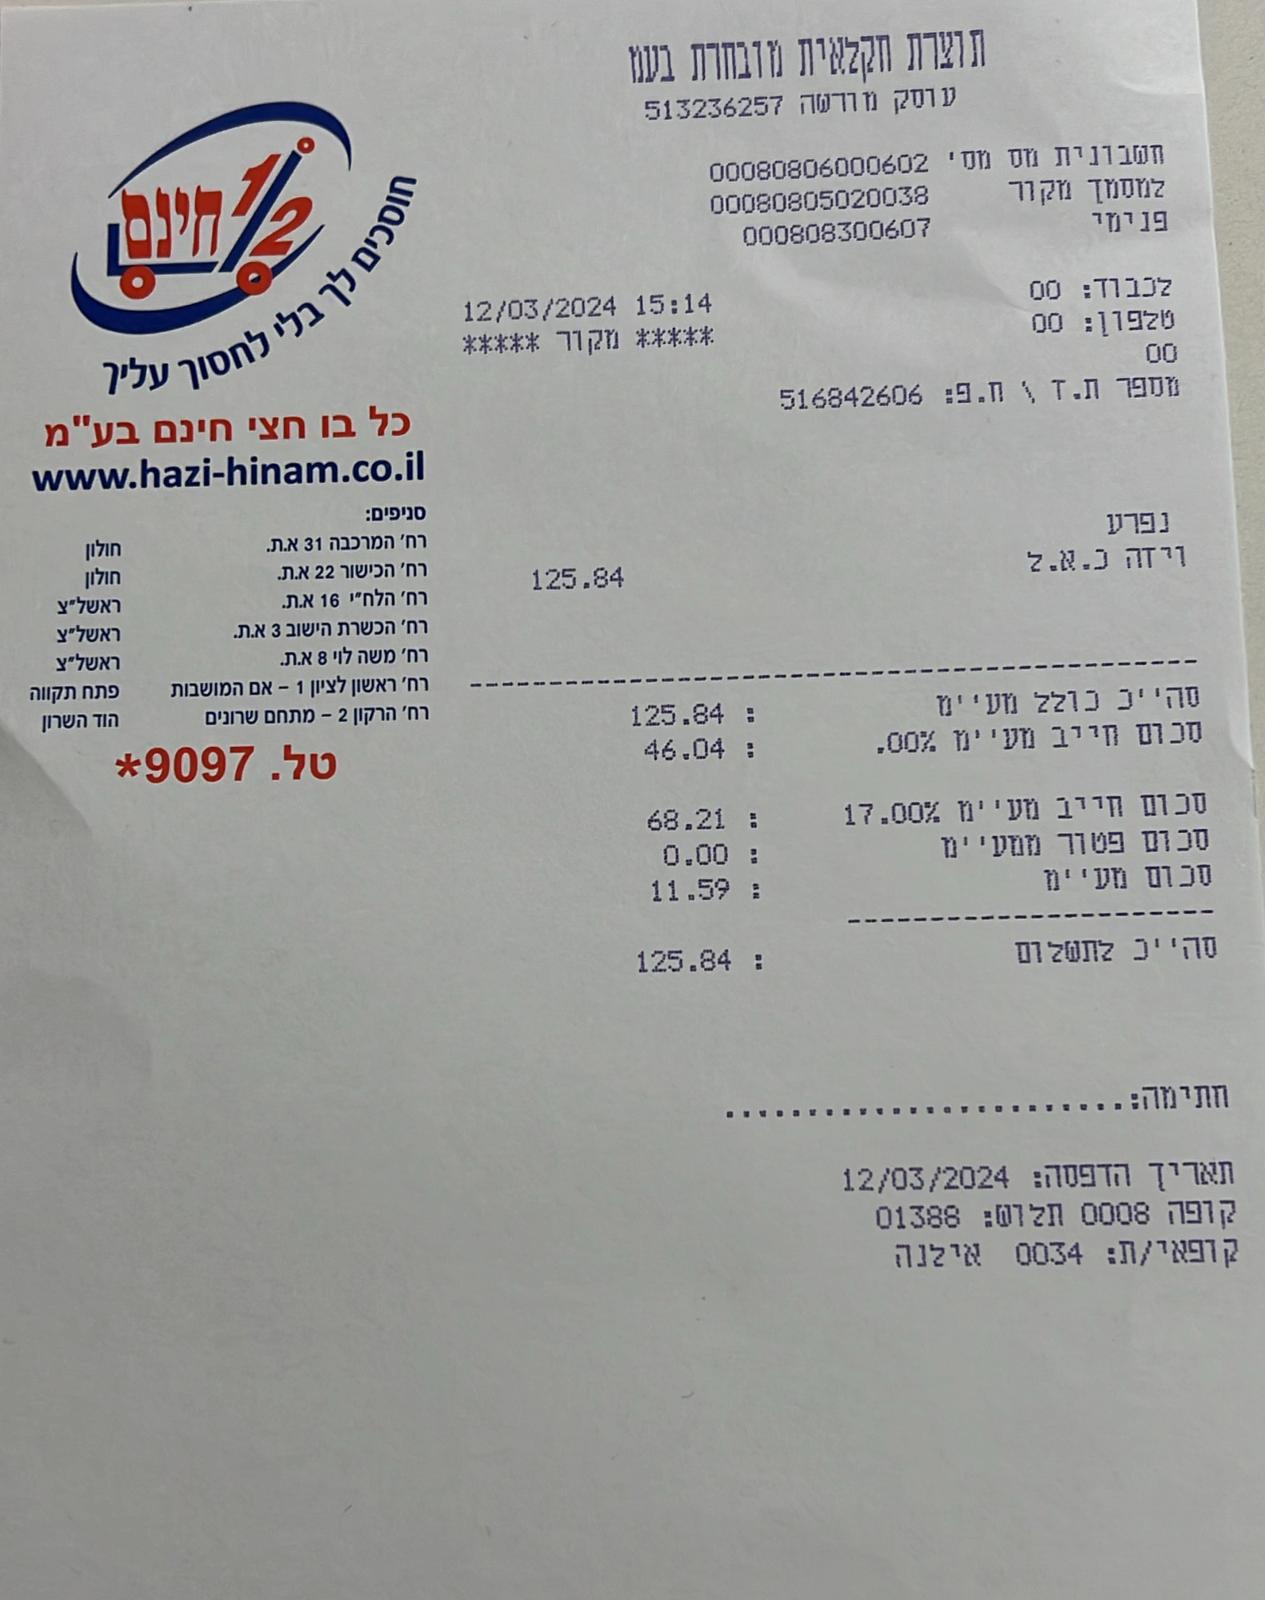 תוצרת חקלאית מובחרת בעמ
עוסק מורשה 513236257
חשבונית מס מס' 00080806000602
למסמך מקור 00080805020038
פנימי 000808300607
לכבוד: 00
טלפון: 00
00
12/03/2024 15:14
***** מקור *****
מספר ת.ז \ ח.פ: 516842606
נפרע
ויזה כ.א.ל 125.84
סה''כ כולל מע''מ : 125.84
סכום חייב מע''מ 00%. : 46.04
סכום חייב מע''מ 17.00% : 68.21
סכום פטור ממע''מ : 0.00
סכום מע''מ : 11.59
סה''כ לתשלום : 125.84
חתימה:........................
תאריך הדפסה: 12/03/2024
קופה 0008 תלוש: 01388
קופאי/ת: 0034 אילנה
1/2 חינם
חוסכים לך בלי לחסוך עליך
כל בו חצי חינם בע"מ
www.hazi-hinam.co.il
סניפים:
רח' המרכבה 31 א.ת. חולון
רח' הכישור 22 א.ת. חולון
רח' הלח"י 16 א.ת. ראשל"צ
רח' הכשרת הישוב 3 א.ת. ראשל"צ
רח' משה לוי 8 א.ת. ראשל"צ
רח' ראשון לציון 1 – אם המושבות פתח תקווה
רח' הרקון 2 – מתחם שרונים הוד השרון
טל. 9097*